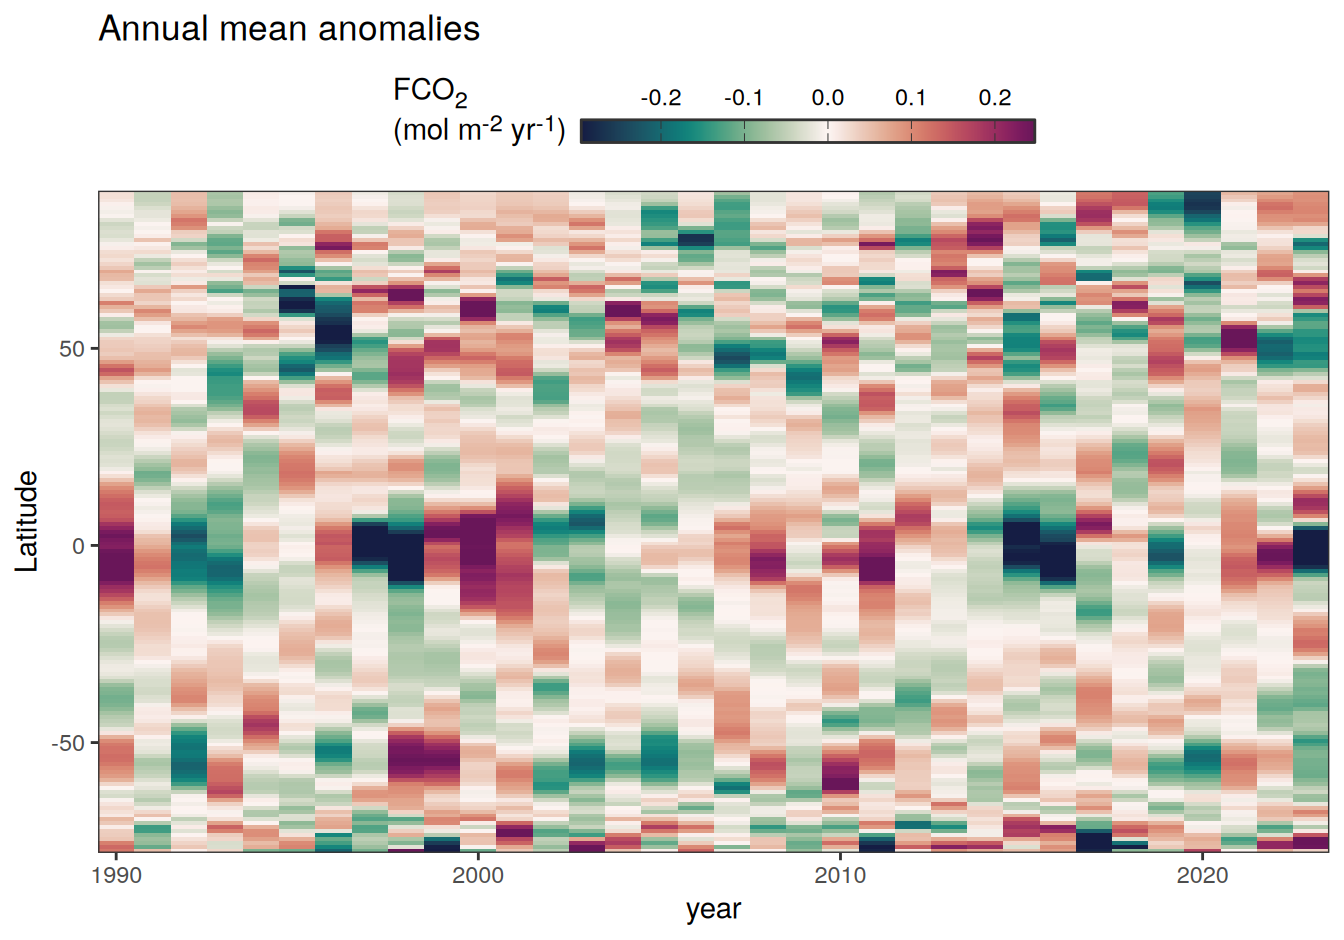 Annual mean anomalies
FCO₂
(mol m⁻² yr⁻¹)
-0.2 -0.1 0.0 0.1 0.2
50
0
-50
Latitude
1990 2000 2010 2020
year